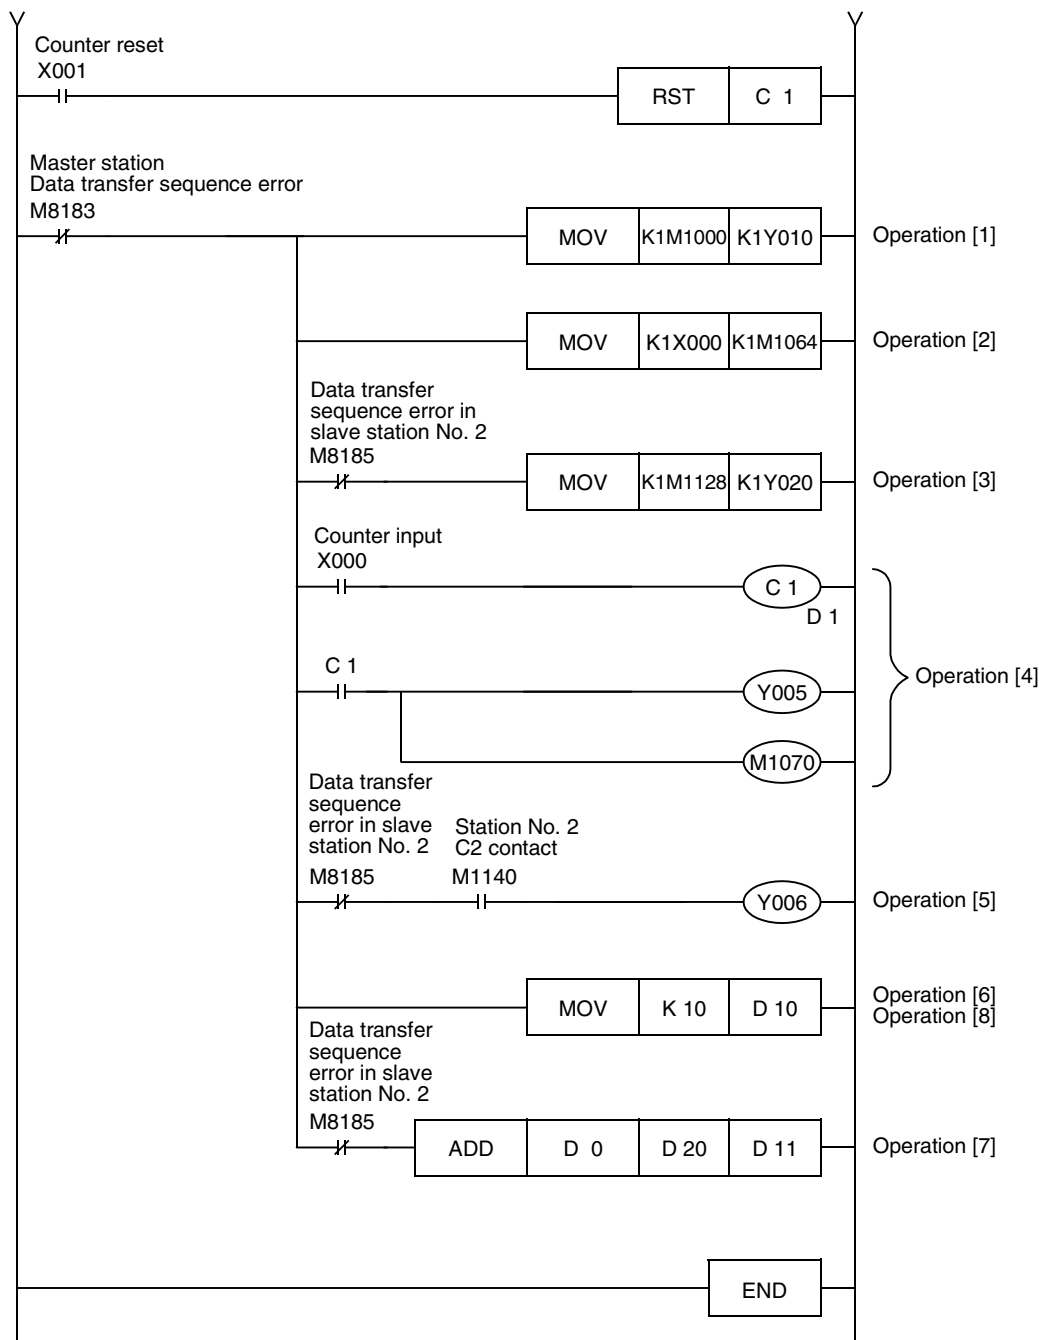 Counter reset
X001
RST C 1
Master station
Data transfer sequence error
M8183
MOV K1M1000 K1Y010 Operation [1]
MOV K1X000 K1M1064 Operation [2]
Data transfer
sequence error in
slave station No. 2
M8185
MOV K1M1128 K1Y020 Operation [3]
Counter input
X000
C 1
D 1
C 1
Y005
Operation [4]
M1070
Data transfer
sequence
error in slave
station No. 2
Station No. 2
C2 contact
M8185 M1140
Y006 Operation [5]
MOV K 10 D 10 Operation [6]
Operation [8]
Data transfer
sequence
error in slave
station No. 2
M8185
ADD D 0 D 20 D 11 Operation [7]
END